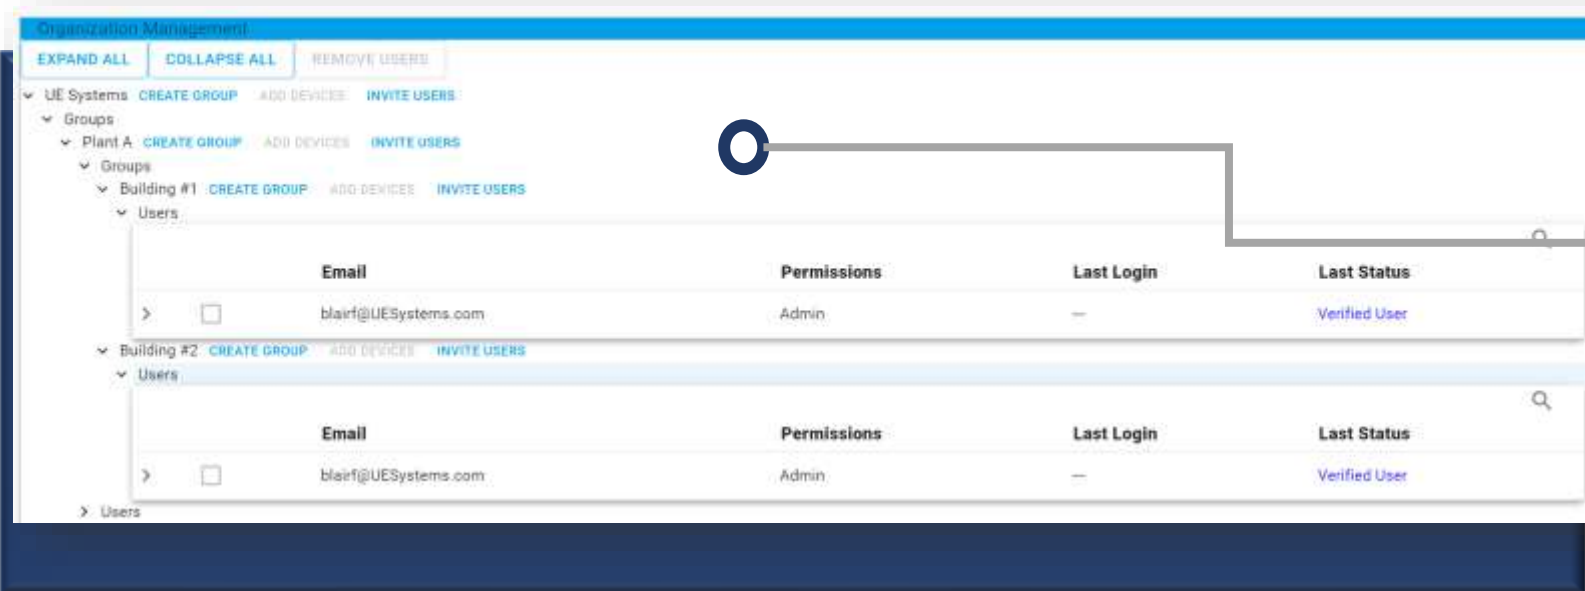 Organization Management
EXPAND ALL COLLAPSE ALL REMOVE USERS
UE Systems CREATE GROUP ADD DEVICES INVITE USERS
Groups
Plant A CREATE GROUP ADD DEVICES INVITE USERS
Groups
Building #1 CREATE GROUP ADD DEVICES INVITE USERS
Users
Email Permissions Last Login Last Status
blairf@UESystems.com Admin — Verified User
Building #2 CREATE GROUP ADD DEVICES INVITE USERS
Users
Email Permissions Last Login Last Status
blairf@UESystems.com Admin — Verified User
Users